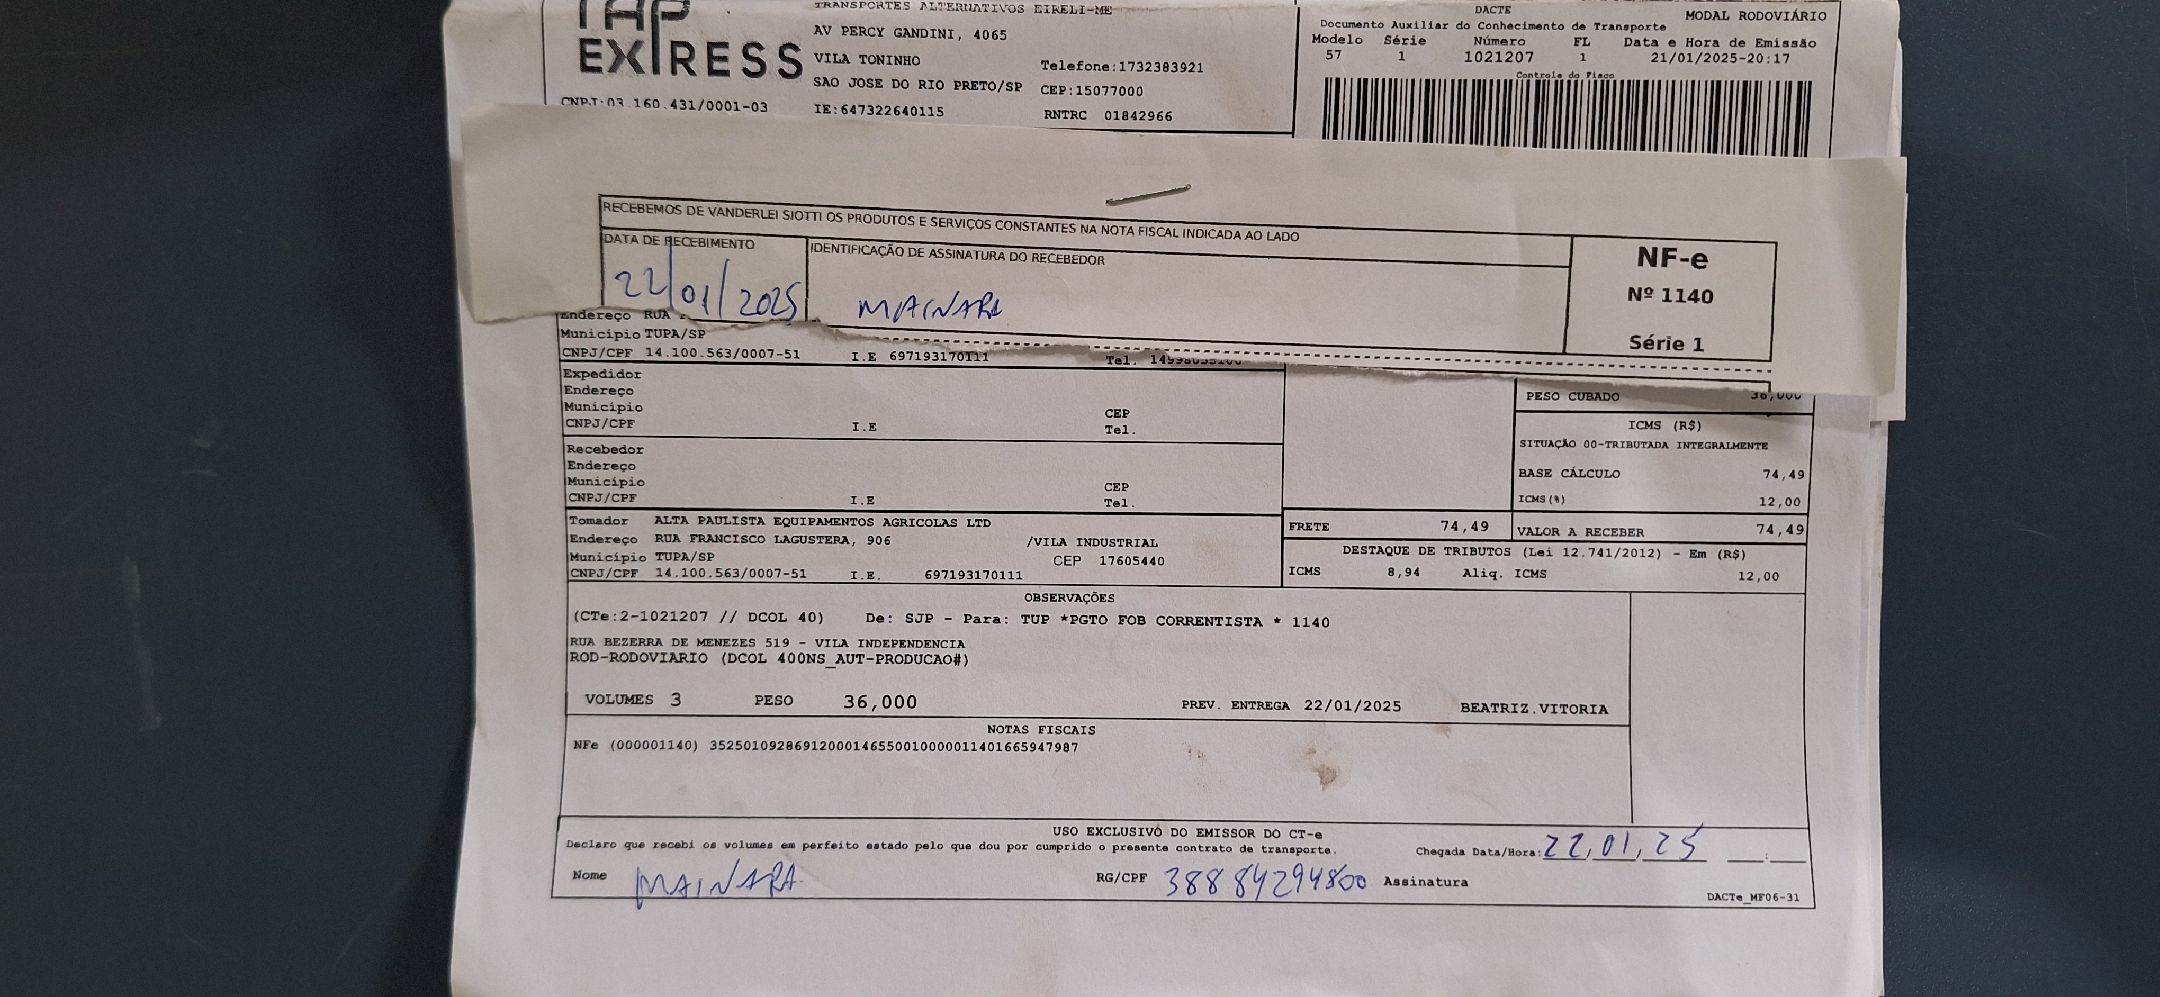 TAP
EXPRESS
TRANSPORTES ALTERNATIVOS EIRELI-ME
AV PERCY GANDINI, 4065
VILA TONINHO
Telefone:1732383921
SAO JOSE DO RIO PRETO/SP CEP:15077000
CNPJ:03.160.431/0001-03 IE:647322640115 RNTRC 01842966
DACTE MODAL RODOVIÁRIO
Documento Auxiliar do Conhecimento de Transporte
Modelo Série Número FL Data e Hora de Emissão
57 1 1021207 1 21/01/2025-20:17
Controle do Fisco
RECEBEMOS DE VANDERLEI SIOTTI OS PRODUTOS E SERVIÇOS CONSTANTES NA NOTA FISCAL INDICADA AO LADO
DATA DE RECEBIMENTO IDENTIFICAÇÃO DE ASSINATURA DO RECEBEDOR
22/01/2025 MAINARA
NF-e
Nº 1140
Série 1
Endereço RUA
Município TUPA/SP
CNPJ/CPF 14.100.563/0007-51 I.E 697193170111 Tel.
Expedidor
Endereço
Município CEP
CNPJ/CPF I.E Tel.
PESO CUBADO 36,000
ICMS (R$)
SITUAÇÃO 00-TRIBUTADA INTEGRALMENTE
Recebedor
Endereço
Município CEP
CNPJ/CPF I.E Tel.
BASE CÁLCULO 74,49
ICMS(%) 12,00
Tomador ALTA PAULISTA EQUIPAMENTOS AGRICOLAS LTD
Endereço RUA FRANCISCO LAGUSTERA, 906 /VILA INDUSTRIAL
Município TUPA/SP CEP 17605440
CNPJ/CPF 14.100.563/0007-51 I.E. 697193170111
FRETE 74,49 VALOR A RECEBER 74,49
DESTAQUE DE TRIBUTOS (Lei 12.741/2012) - Em (R$)
ICMS 8,94 Aliq. ICMS 12,00
OBSERVAÇÕES
(CTe:2-1021207 // DCOL 40) De: SJP - Para: TUP *PGTO FOB CORRENTISTA * 1140
RUA BEZERRA DE MENEZES 519 - VILA INDEPENDENCIA
ROD-RODOVIARIO (DCOL 400NS_AUT-PRODUCAO#)
VOLUMES 3 PESO 36,000 PREV. ENTREGA 22/01/2025 BEATRIZ.VITORIA
NOTAS FISCAIS
NFe (000001140) 35250109286912000146550010000011401665947987
USO EXCLUSIVO DO EMISSOR DO CT-e
Declaro que recebi os volumes em perfeito estado pelo que dou por cumprido o presente contrato de transporte. Chegada Data/Hora: 22,01,25 ___:___
Nome MAINARA RG/CPF 38884294800 Assinatura
DACTe_MF06-31